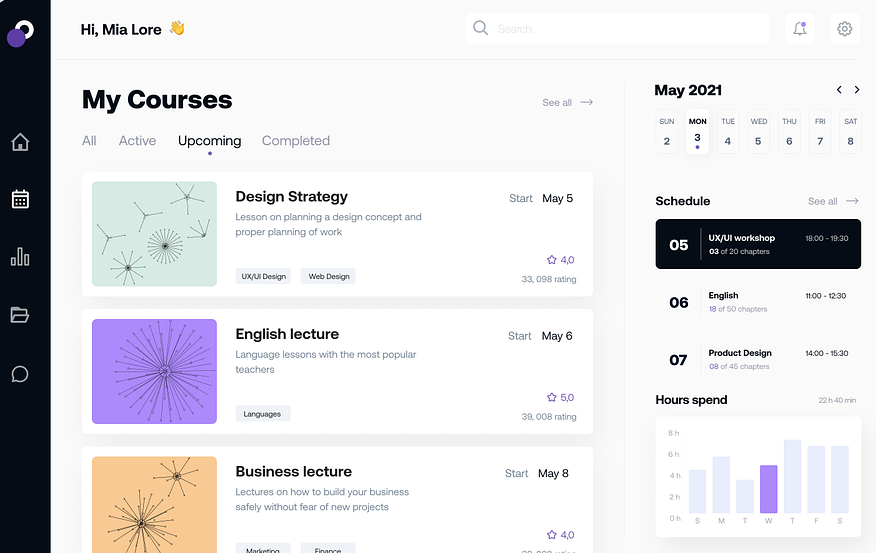 Hi, Mia Lore 👋
Search
My Courses
See all
All Active Upcoming Completed
Design Strategy
Start May 5
Lesson on planning a design concept and
proper planning of work
4,0
UX/UI Design Web Design
33, 098 rating
English lecture
Start May 6
Language lessons with the most popular
teachers
5,0
Languages
39, 008 rating
Business lecture
Start May 8
Lectures on how to build your business
safely without fear of new projects
4,0
Marketing Finance
May 2021
SUN MON TUE WED THU FRI SAT
2 3 4 5 6 7 8
Schedule See all
05 UX/UI workshop 18:00 - 19:30
03 of 20 chapters
06 English 11:00 - 12:30
18 of 50 chapters
07 Product Design 14:00 - 15:30
08 of 45 chapters
Hours spend 22 h 40 min
8 h
6 h
4 h
2 h
0 h
S M T W T F S